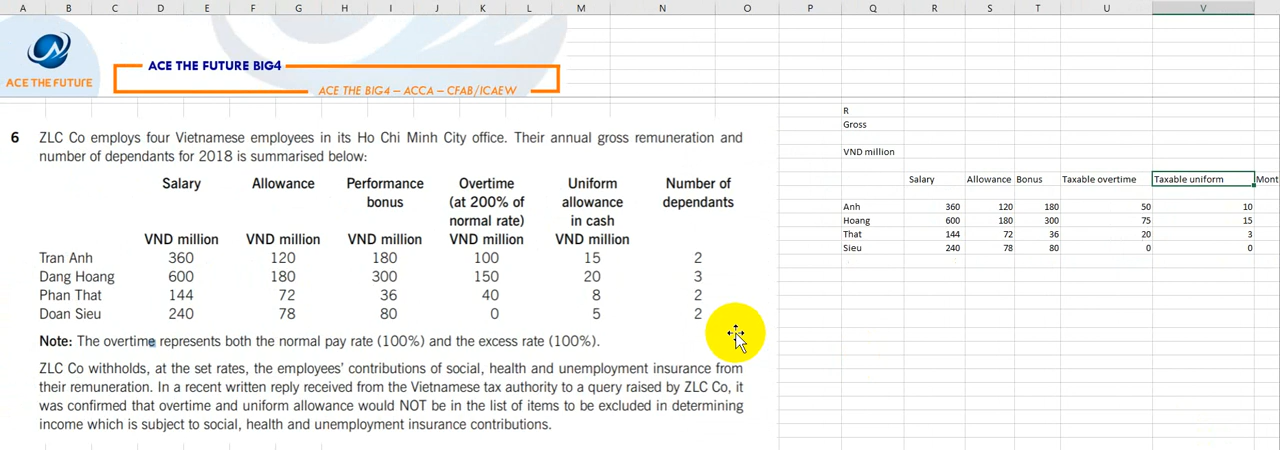 A B C D E F G H I J K L M N O P Q R S T U V
ACE THE FUTURE
ACE THE FUTURE BIG4
ACE THE BIG4 – ACCA – CFAB/ICAEW
6 ZLC Co employs four Vietnamese employees in its Ho Chi Minh City office. Their annual gross remuneration and
number of dependants for 2018 is summarised below:
Salary Allowance Performance Overtime Uniform Number of
bonus (at 200% of allowance dependants
normal rate) in cash
VND million VND million VND million VND million VND million
Tran Anh 360 120 180 100 15 2
Dang Hoang 600 180 300 150 20 3
Phan That 144 72 36 40 8 2
Doan Sieu 240 78 80 0 5 2
Note: The overtime represents both the normal pay rate (100%) and the excess rate (100%).
ZLC Co withholds, at the set rates, the employees' contributions of social, health and unemployment insurance from
their remuneration. In a recent written reply received from the Vietnamese tax authority to a query raised by ZLC Co, it
was confirmed that overtime and uniform allowance would NOT be in the list of items to be excluded in determining
income which is subject to social, health and unemployment insurance contributions.
R
Gross
VND million
Salary Allowance Bonus Taxable overtime Taxable uniform Mont
Anh 360 120 180 50 10
Hoang 600 180 300 75 15
That 144 72 36 20 3
Sieu 240 78 80 0 0